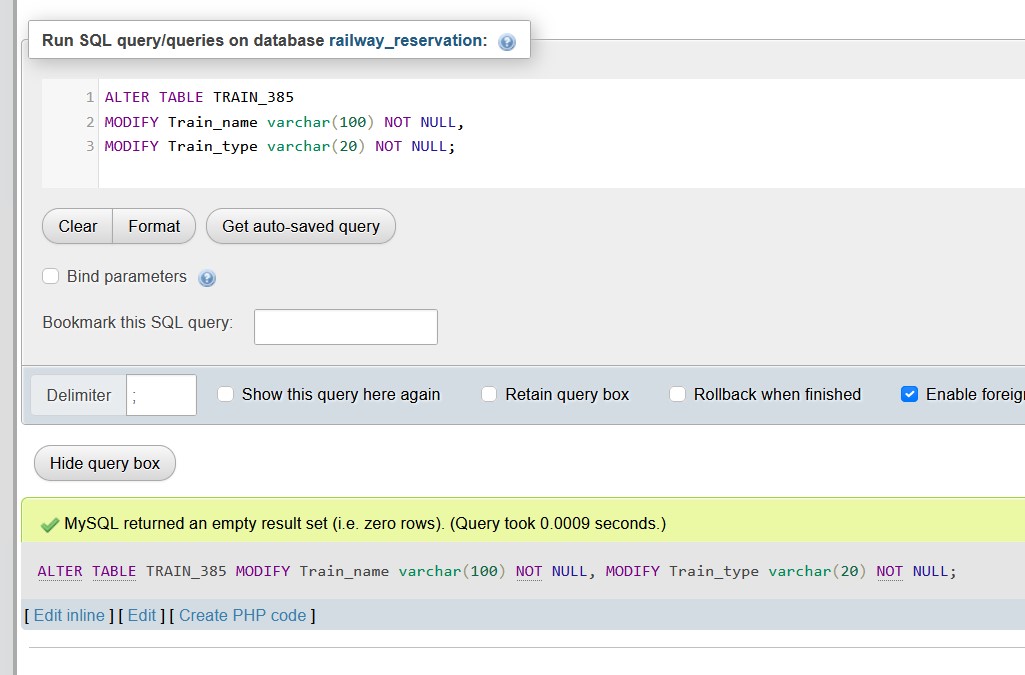 Run SQL query/queries on database railway_reservation:
1 ALTER TABLE TRAIN_385
2 MODIFY Train_name varchar(100) NOT NULL,
3 MODIFY Train_type varchar(20) NOT NULL;
Clear Format Get auto-saved query
Bind parameters
Bookmark this SQL query:
Delimiter ; Show this query here again Retain query box Rollback when finished Enable foreig
Hide query box
MySQL returned an empty result set (i.e. zero rows). (Query took 0.0009 seconds.)
ALTER TABLE TRAIN_385 MODIFY Train_name varchar(100) NOT NULL, MODIFY Train_type varchar(20) NOT NULL;
[ Edit inline ] [ Edit ] [ Create PHP code ]